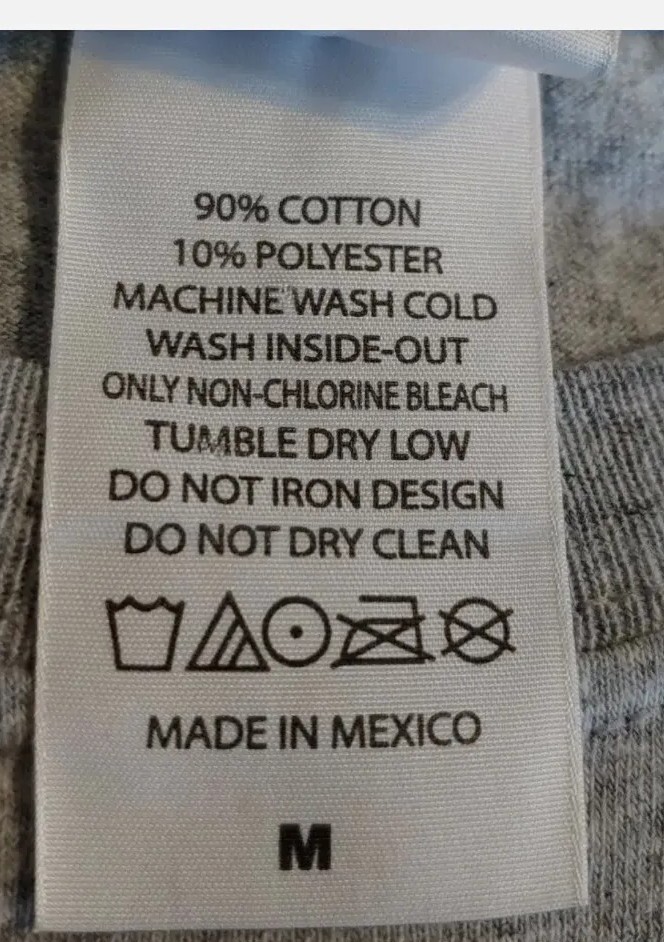 90% COTTON
10% POLYESTER
MACHINE WASH COLD
WASH INSIDE-OUT
ONLY NON-CHLORINE BLEACH
TUMBLE DRY LOW
DO NOT IRON DESIGN
DO NOT DRY CLEAN
MADE IN MEXICO
M